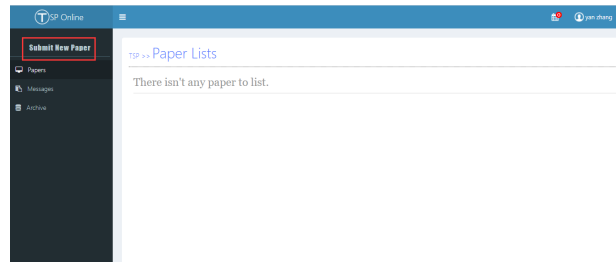 TSP Online
0
yan zhang
Submit New Paper
TSP >> Paper Lists
Papers
There isn't any paper to list.
Messages
Archive